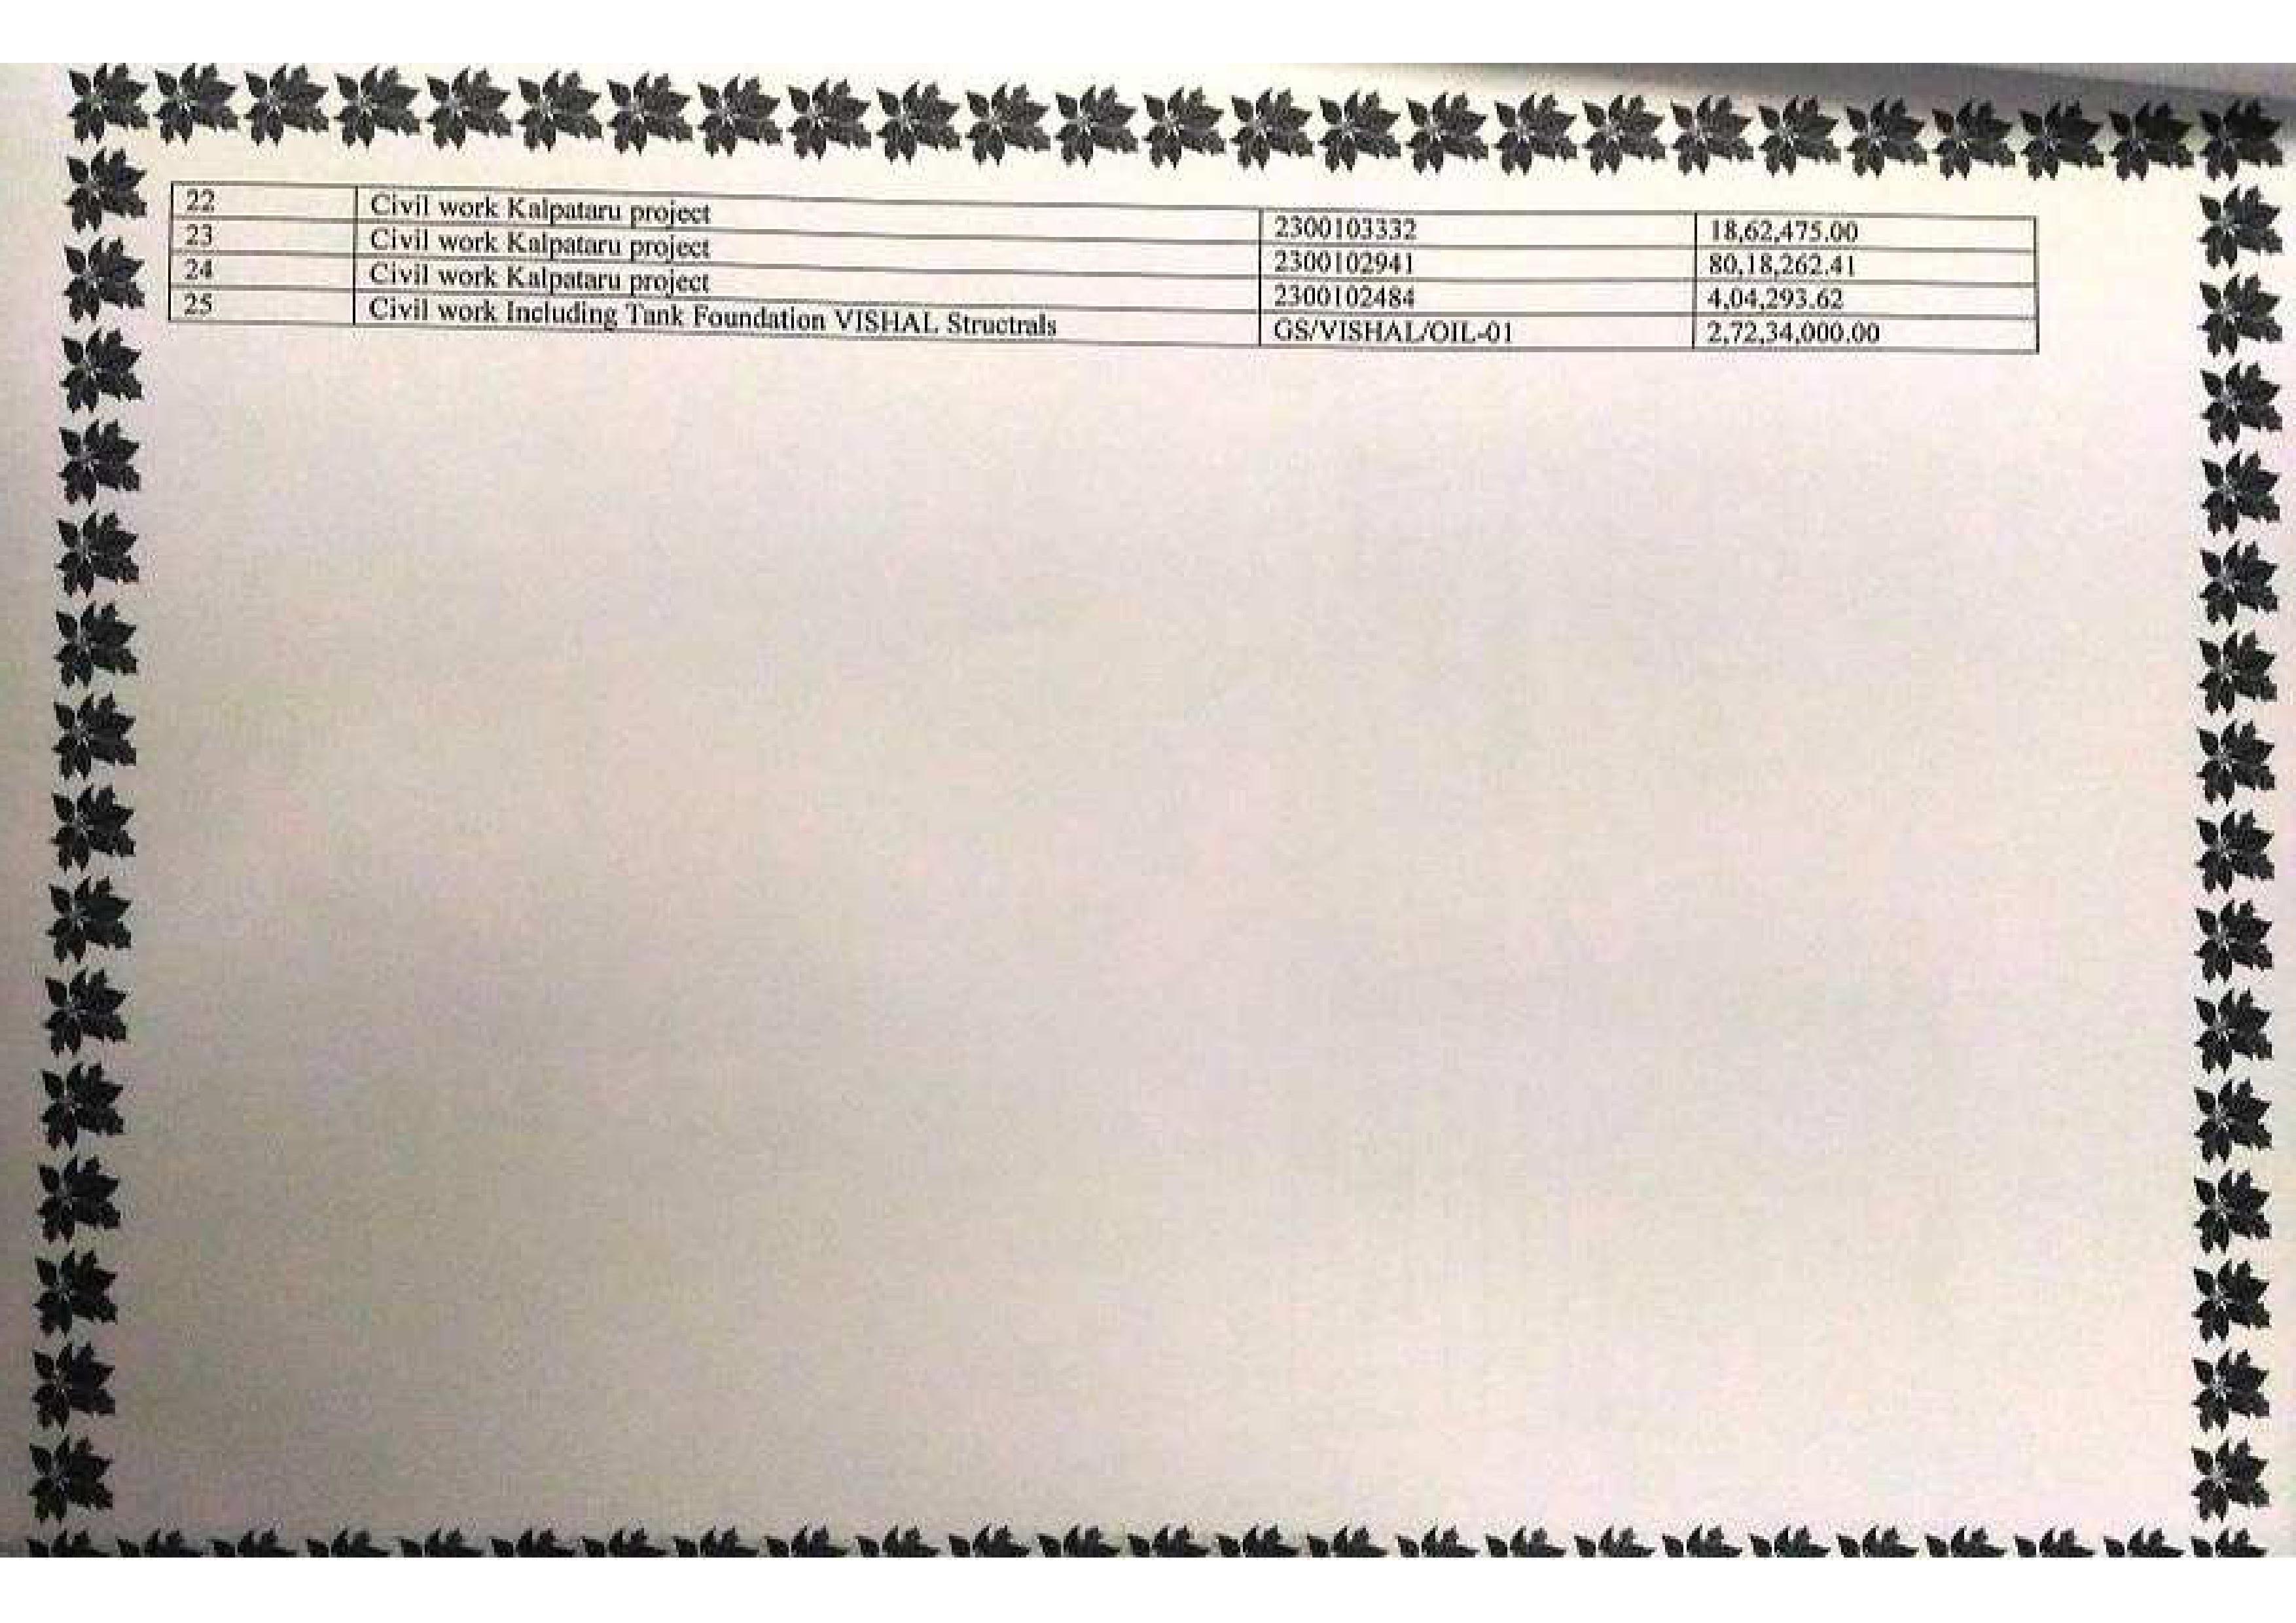 22 Civil work Kalpataru project 2300103332 18,62,475.00
23 Civil work Kalpataru project 2300102941 80,18,262.41
24 Civil work Kalpataru project 2300102484 4,04,293.62
25 Civil work Including Tank Foundation VISHAL Structrals GS/VISHAL/OIL-01 2,72,34,000.00